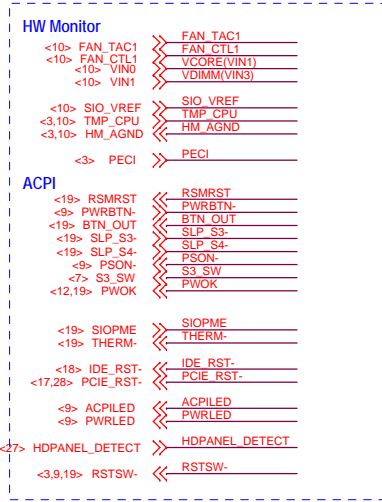 HW Monitor
<10> FAN_TAC1 FAN_TAC1
<10> FAN_CTL1 FAN_CTL1
<10> VIN0 VCORE(VIN1)
<10> VIN1 VDIMM(VIN3)
<10> SIO_VREF SIO_VREF
<3,10> TMP_CPU TMP_CPU
<3,10> HM_AGND HM_AGND
<3> PECI PECI
ACPI
<19> RSMRST RSMRST
<9> PWRBTN- PWRBTN-
<19> BTN_OUT BTN_OUT
<19> SLP_S3- SLP_S3-
<19> SLP_S4- SLP_S4-
<9> PSON- PSON-
<7> S3_SW S3_SW
<12,19> PWOK PWOK
<19> SIOPME SIOPME
<19> THERM- THERM-
<18> IDE_RST- IDE_RST-
<17,28> PCIE_RST- PCIE_RST-
<9> ACPILED ACPILED
<9> PWRLED PWRLED
<27> HDPANEL_DETECT HDPANEL_DETECT
<3,9,19> RSTSW- RSTSW-